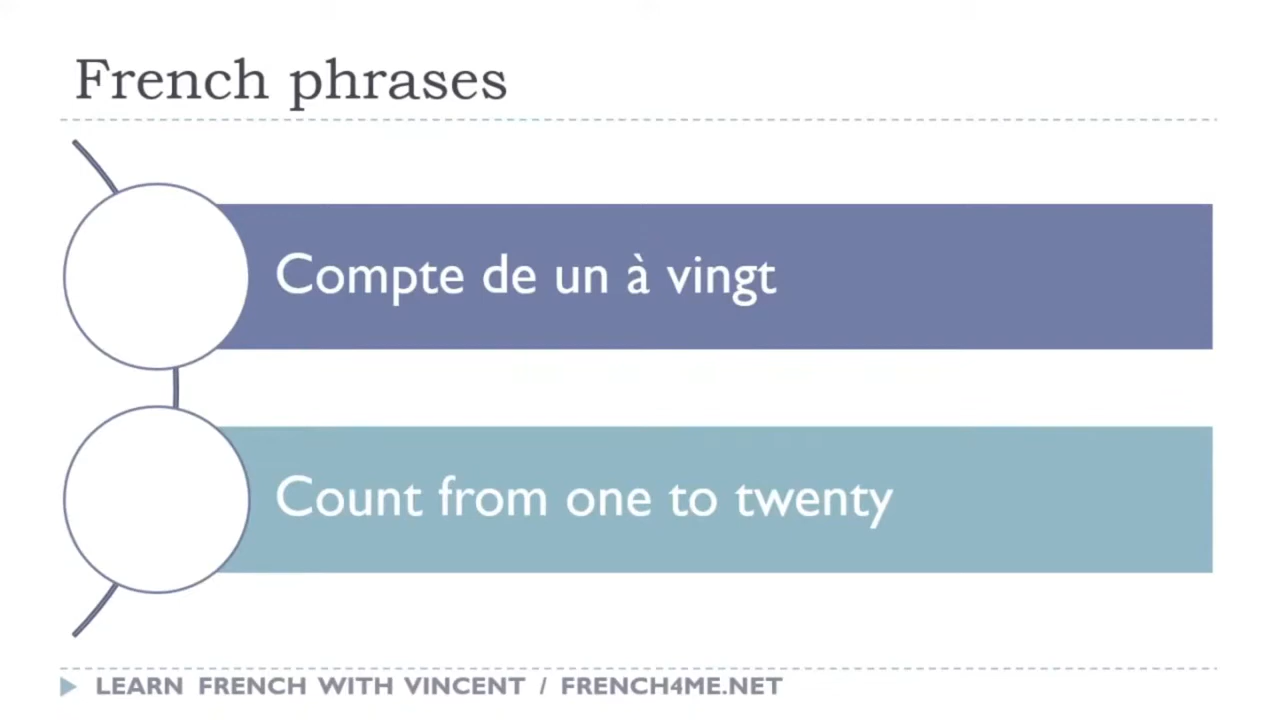 French phrases
Compte de un à vingt
Count from one to twenty
LEARN FRENCH WITH VINCENT / FRENCH4ME.NET